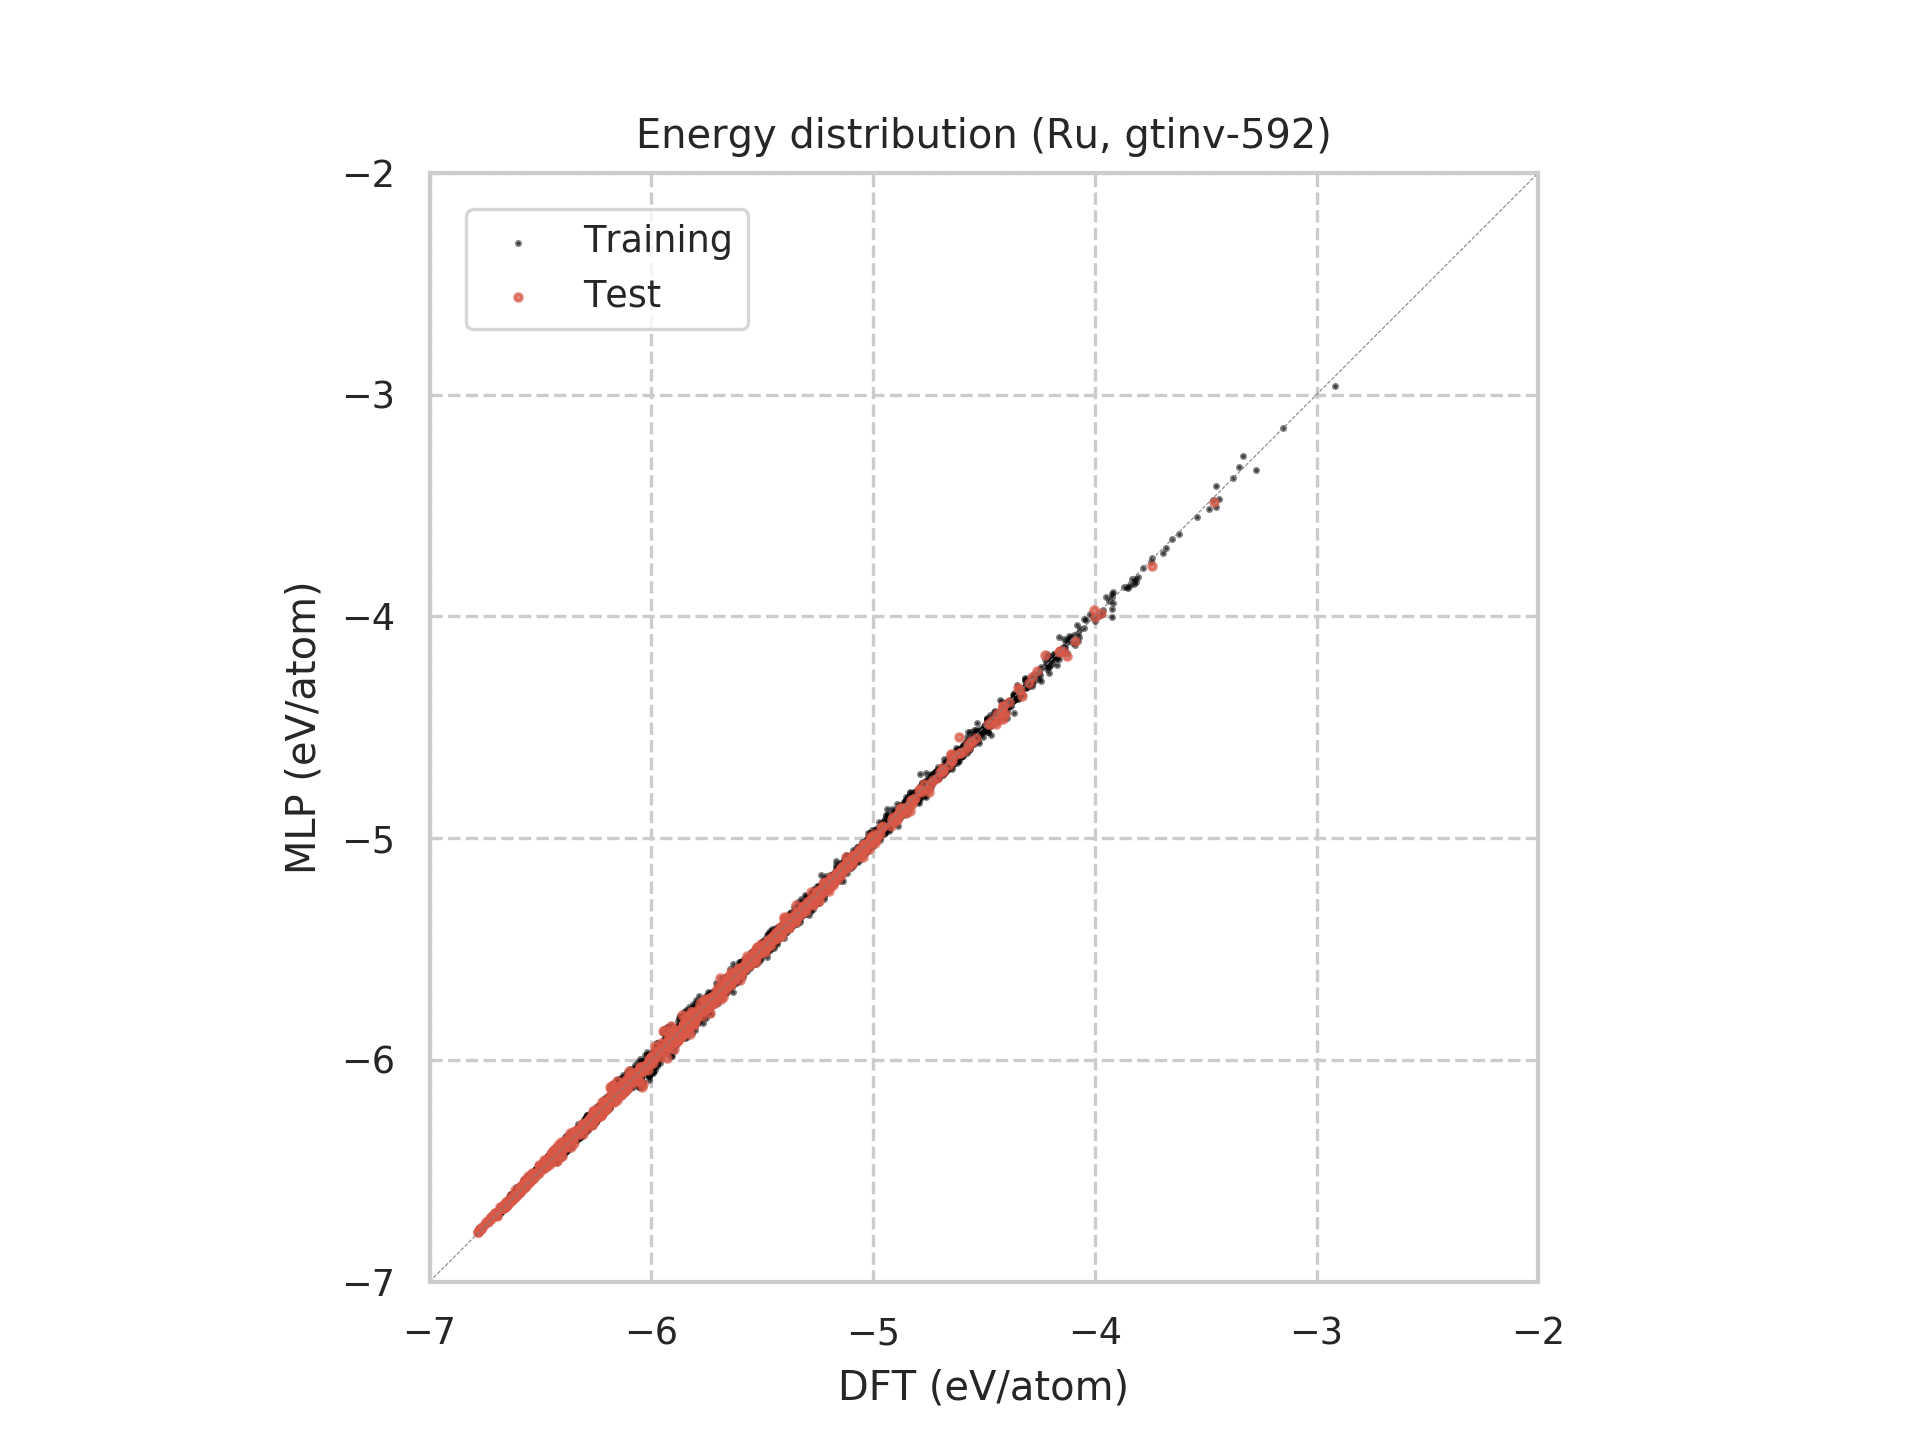 Energy distribution (Ru, gtinv-592)
Training
Test
−2
−3
−4
−5
−6
−7
MLP (eV/atom)
−7 −6 −5 −4 −3 −2
DFT (eV/atom)